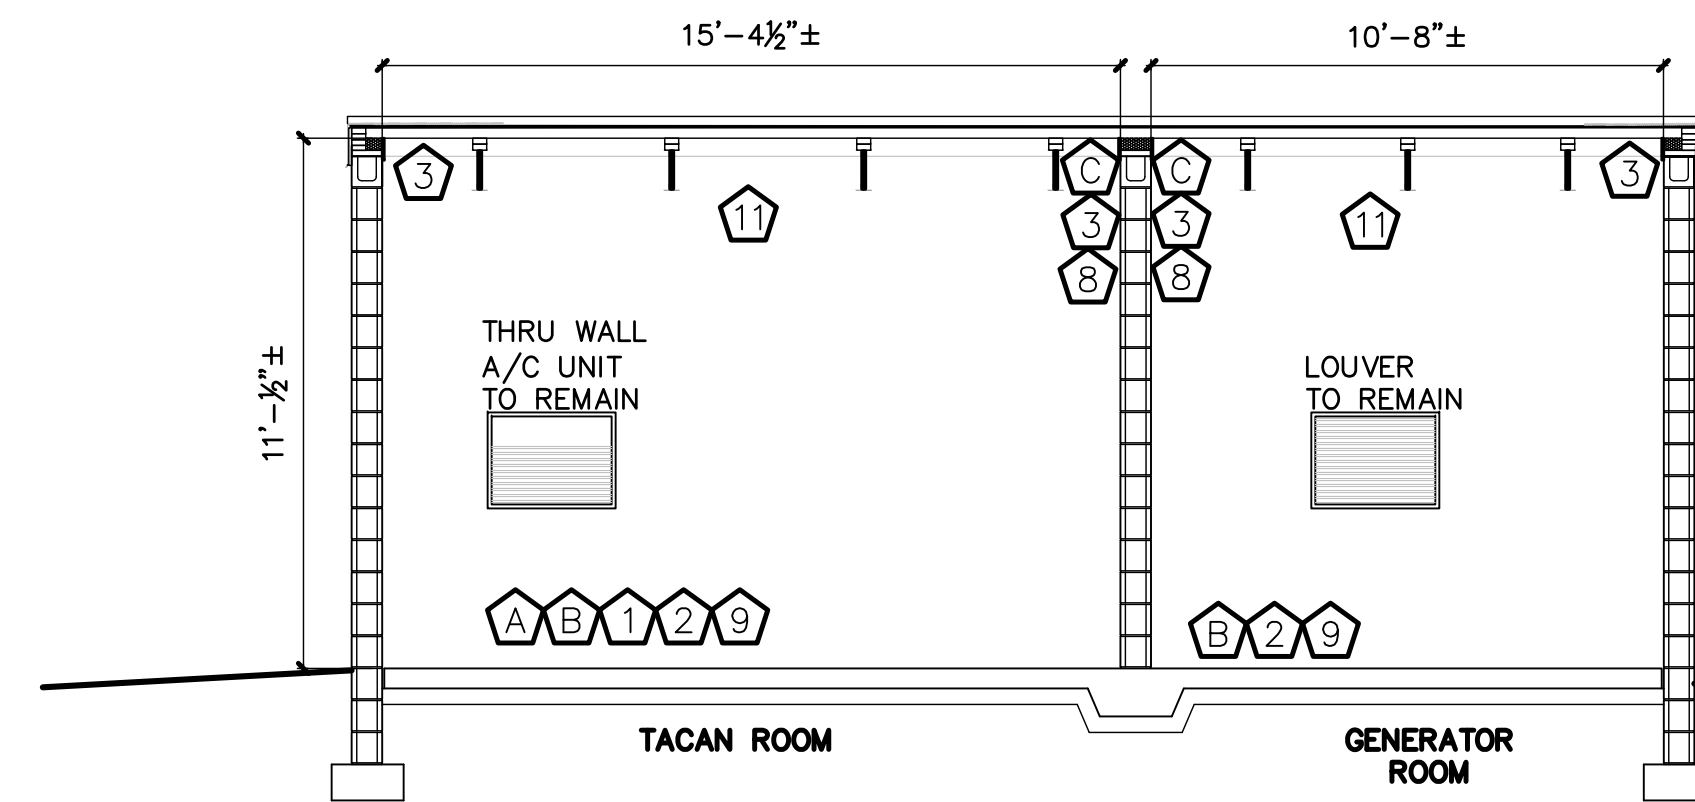 15'-4½"±
10'-8"±
3
C
C
3
11
3
3
11
8
8
11'-½"±
THRU WALL
A/C UNIT
TO REMAIN
LOUVER
TO REMAIN
A B 1 2 9
B 2 9
TACAN ROOM
GENERATOR
ROOM